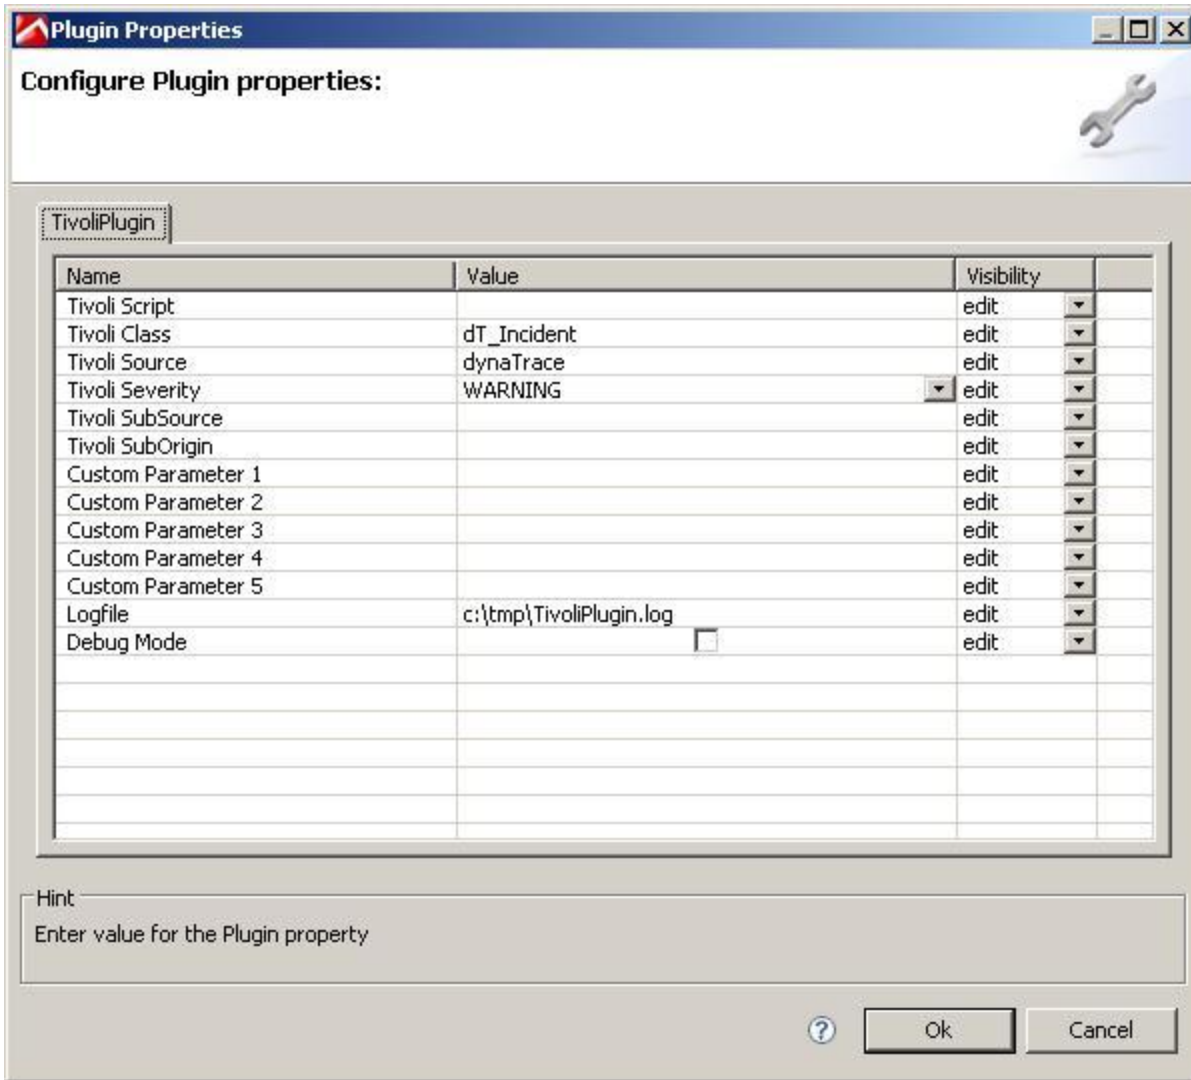 Plugin Properties
Configure Plugin properties:
TivoliPlugin
Name Value Visibility
Tivoli Script edit
Tivoli Class dT_Incident edit
Tivoli Source dynaTrace edit
Tivoli Severity WARNING edit
Tivoli SubSource edit
Tivoli SubOrigin edit
Custom Parameter 1 edit
Custom Parameter 2 edit
Custom Parameter 3 edit
Custom Parameter 4 edit
Custom Parameter 5 edit
Logfile c:\tmp\TivoliPlugin.log edit
Debug Mode edit
Hint
Enter value for the Plugin property
? Ok Cancel